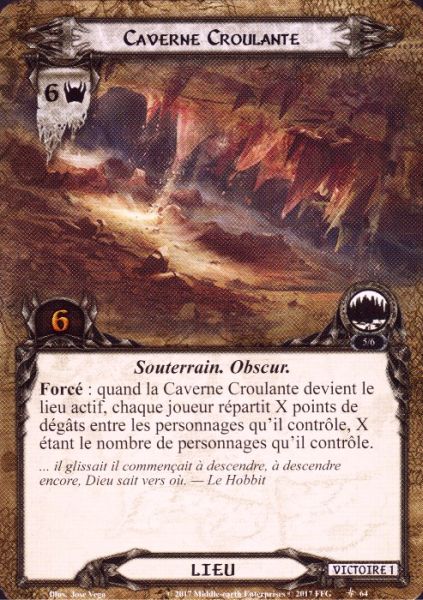 Caverne Croulante
6
6
5/6
Souterrain. Obscur.
Forcé : quand la Caverne Croulante devient le
lieu actif, chaque joueur répartit X points de
dégâts entre les personnages qu'il contrôle, X
étant le nombre de personnages qu'il contrôle.
... il glissait il commençait à descendre, à descendre
encore, Dieu sait vers où. — Le Hobbit
LIEU
VICTOIRE 1
Illus. Jose Vega
© 2017 Middle-earth Enterprises © 2017 FFG
64